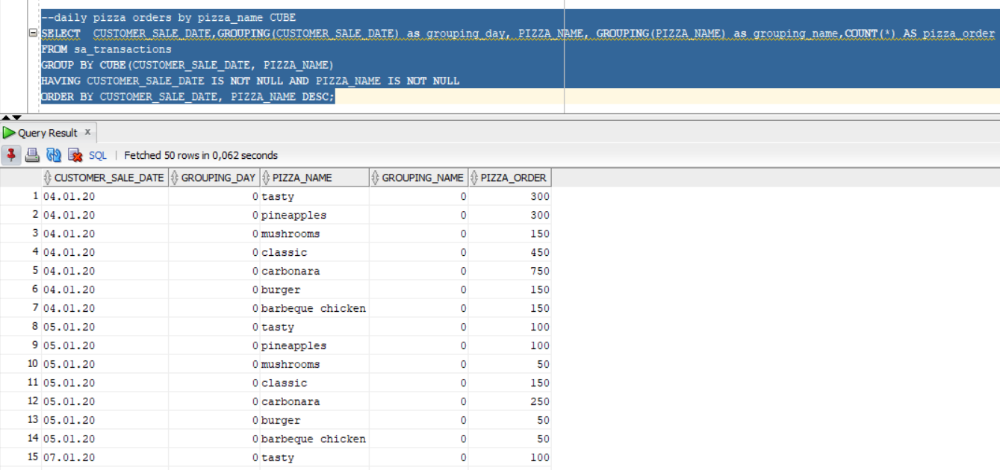 --daily pizza orders by pizza_name CUBE
SELECT  CUSTOMER_SALE_DATE,GROUPING(CUSTOMER_SALE_DATE) as grouping_day, PIZZA_NAME, GROUPING(PIZZA_NAME) as grouping_name,COUNT(*) AS pizza_order
FROM sa_transactions
GROUP BY CUBE(CUSTOMER_SALE_DATE, PIZZA_NAME)
HAVING CUSTOMER_SALE_DATE IS NOT NULL AND PIZZA_NAME IS NOT NULL
ORDER BY CUSTOMER_SALE_DATE, PIZZA_NAME DESC;
Query Result x
SQL | Fetched 50 rows in 0,062 seconds
CUSTOMER_SALE_DATE GROUPING_DAY PIZZA_NAME GROUPING_NAME PIZZA_ORDER
1 04.01.20 0 tasty 0 300
2 04.01.20 0 pineapples 0 300
3 04.01.20 0 mushrooms 0 150
4 04.01.20 0 classic 0 450
5 04.01.20 0 carbonara 0 750
6 04.01.20 0 burger 0 150
7 04.01.20 0 barbeque chicken 0 150
8 05.01.20 0 tasty 0 100
9 05.01.20 0 pineapples 0 100
10 05.01.20 0 mushrooms 0 50
11 05.01.20 0 classic 0 150
12 05.01.20 0 carbonara 0 250
13 05.01.20 0 burger 0 50
14 05.01.20 0 barbeque chicken 0 50
15 07.01.20 0 tasty 0 100